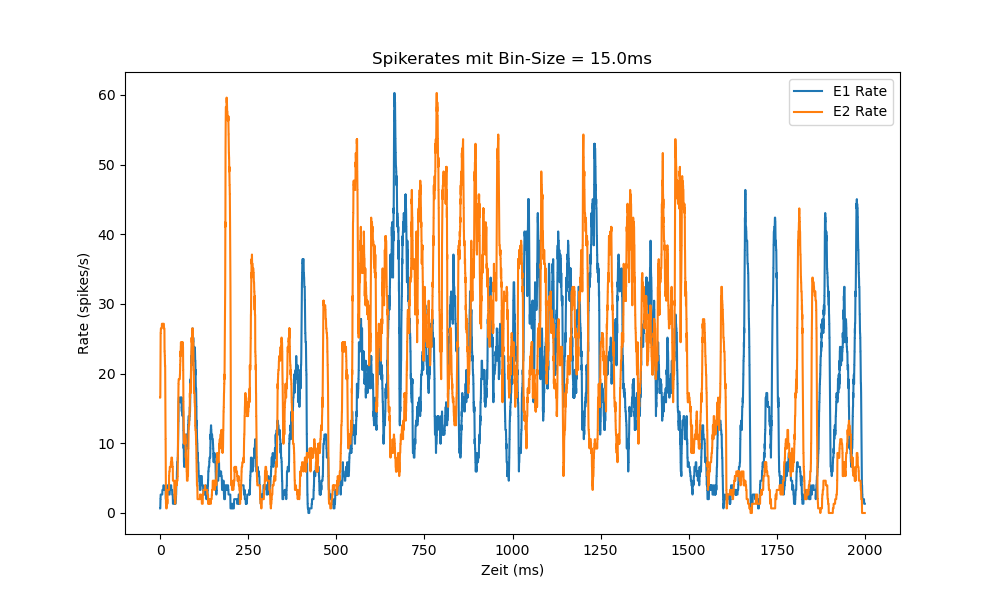 Spikerates mit Bin-Size = 15.0ms
E1 Rate
E2 Rate
60
50
40
30
20
10
0
Rate (spikes/s)
0 250 500 750 1000 1250 1500 1750 2000
Zeit (ms)